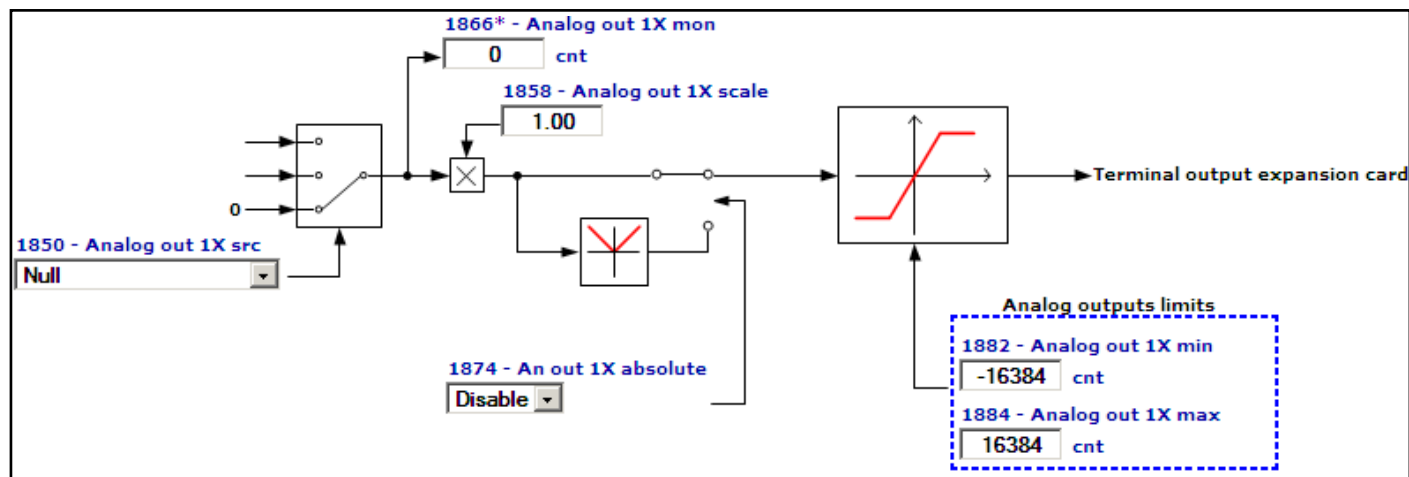 1866* - Analog out 1X mon
0 cnt
1858 - Analog out 1X scale
1.00
0
Terminal output expansion card
1850 - Analog out 1X src
Null
Analog outputs limits
1882 - Analog out 1X min
-16384 cnt
1874 - An out 1X absolute
Disable
1884 - Analog out 1X max
16384 cnt